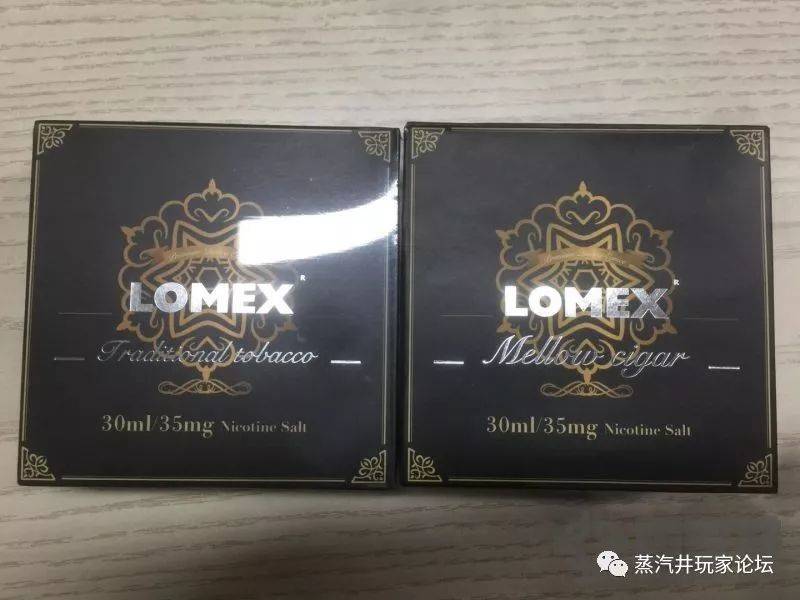 LOMEX®
Traditional tobacco
30ml/35mg Nicotine Salt
LOMEX®
Mellow cigar
30ml/35mg Nicotine Salt
蒸汽井玩家论坛